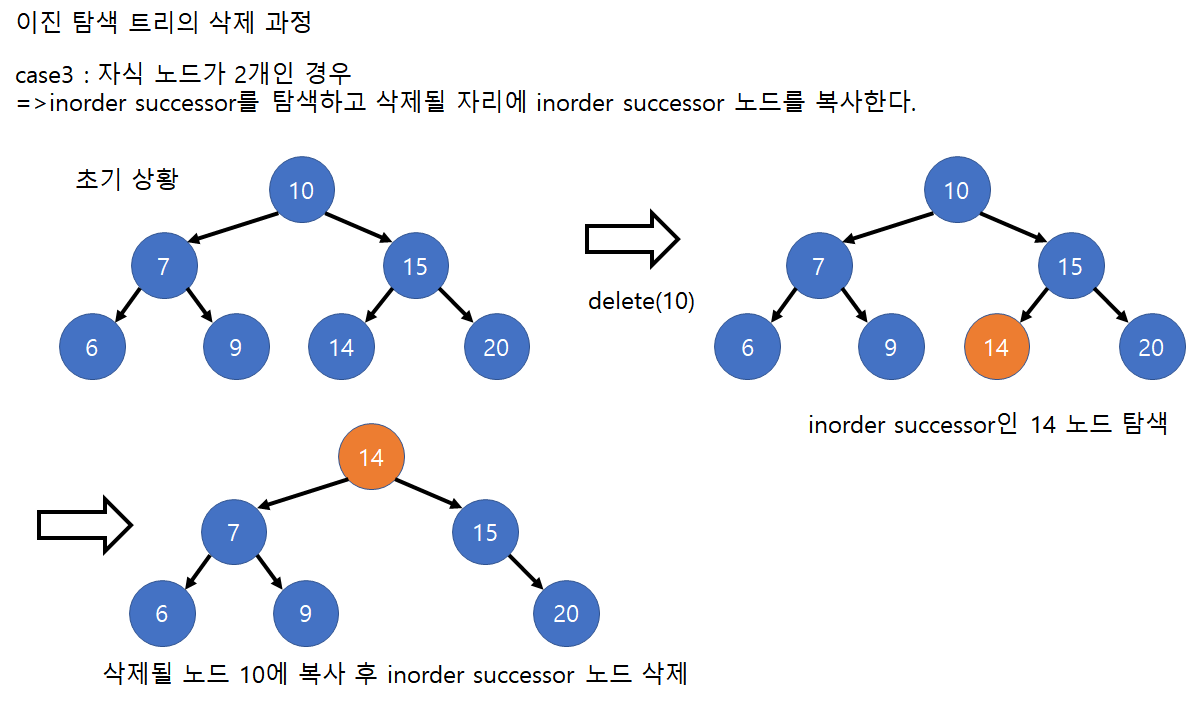 이진 탐색 트리의 삭제 과정
case3 : 자식 노드가 2개인 경우
=>inorder successor를 탐색하고 삭제될 자리에 inorder successor 노드를 복사한다.
초기 상황
10
7
15
6
9
14
20
delete(10)
10
7
15
6
9
14
20
inorder successor인 14 노드 탐색
14
7
15
6
9
20
삭제될 노드 10에 복사 후 inorder successor 노드 삭제